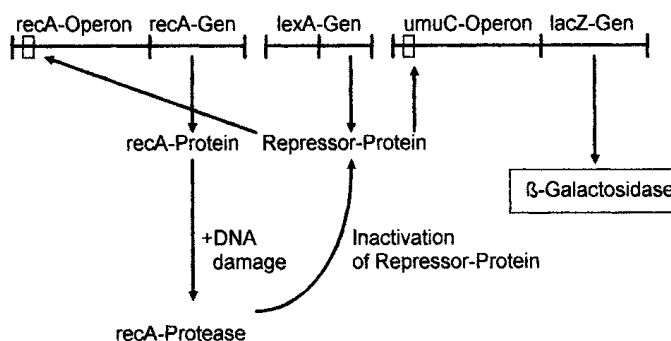 recA-Operon recA-Gen lexA-Gen umuC-Operon lacZ-Gen
recA-Protein Repressor-Protein
ß-Galactosidase
+DNA
damage
Inactivation
of Repressor-Protein
recA-Protease